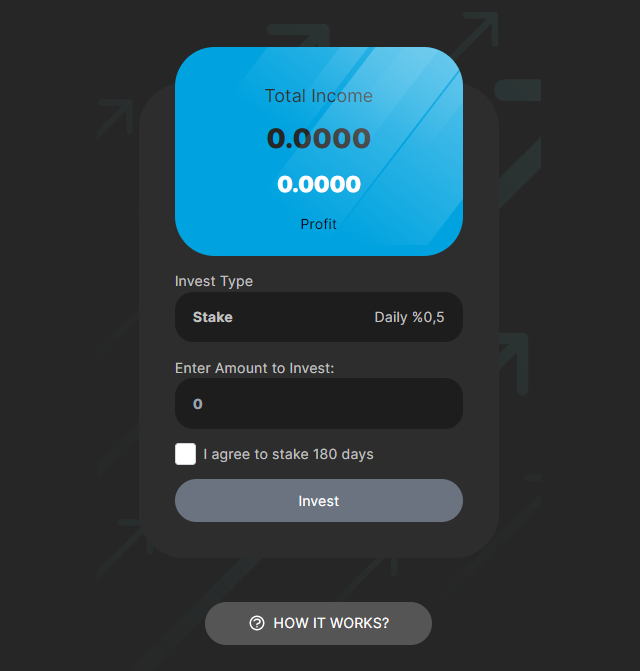 Total Income
0.0000
0.0000
Profit
Invest Type
Stake Daily %0,5
Enter Amount to Invest:
0
I agree to stake 180 days
Invest
HOW IT WORKS?